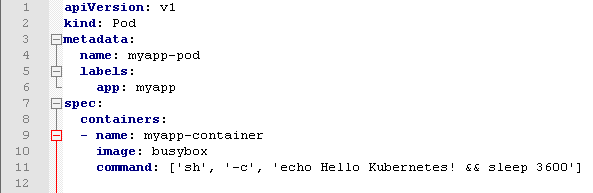 1 apiVersion: v1
2 kind: Pod
3 metadata:
4   name: myapp-pod
5   labels:
6     app: myapp
7 spec:
8   containers:
9   - name: myapp-container
10     image: busybox
11     command: ['sh', '-c', 'echo Hello Kubernetes! && sleep 3600']
12